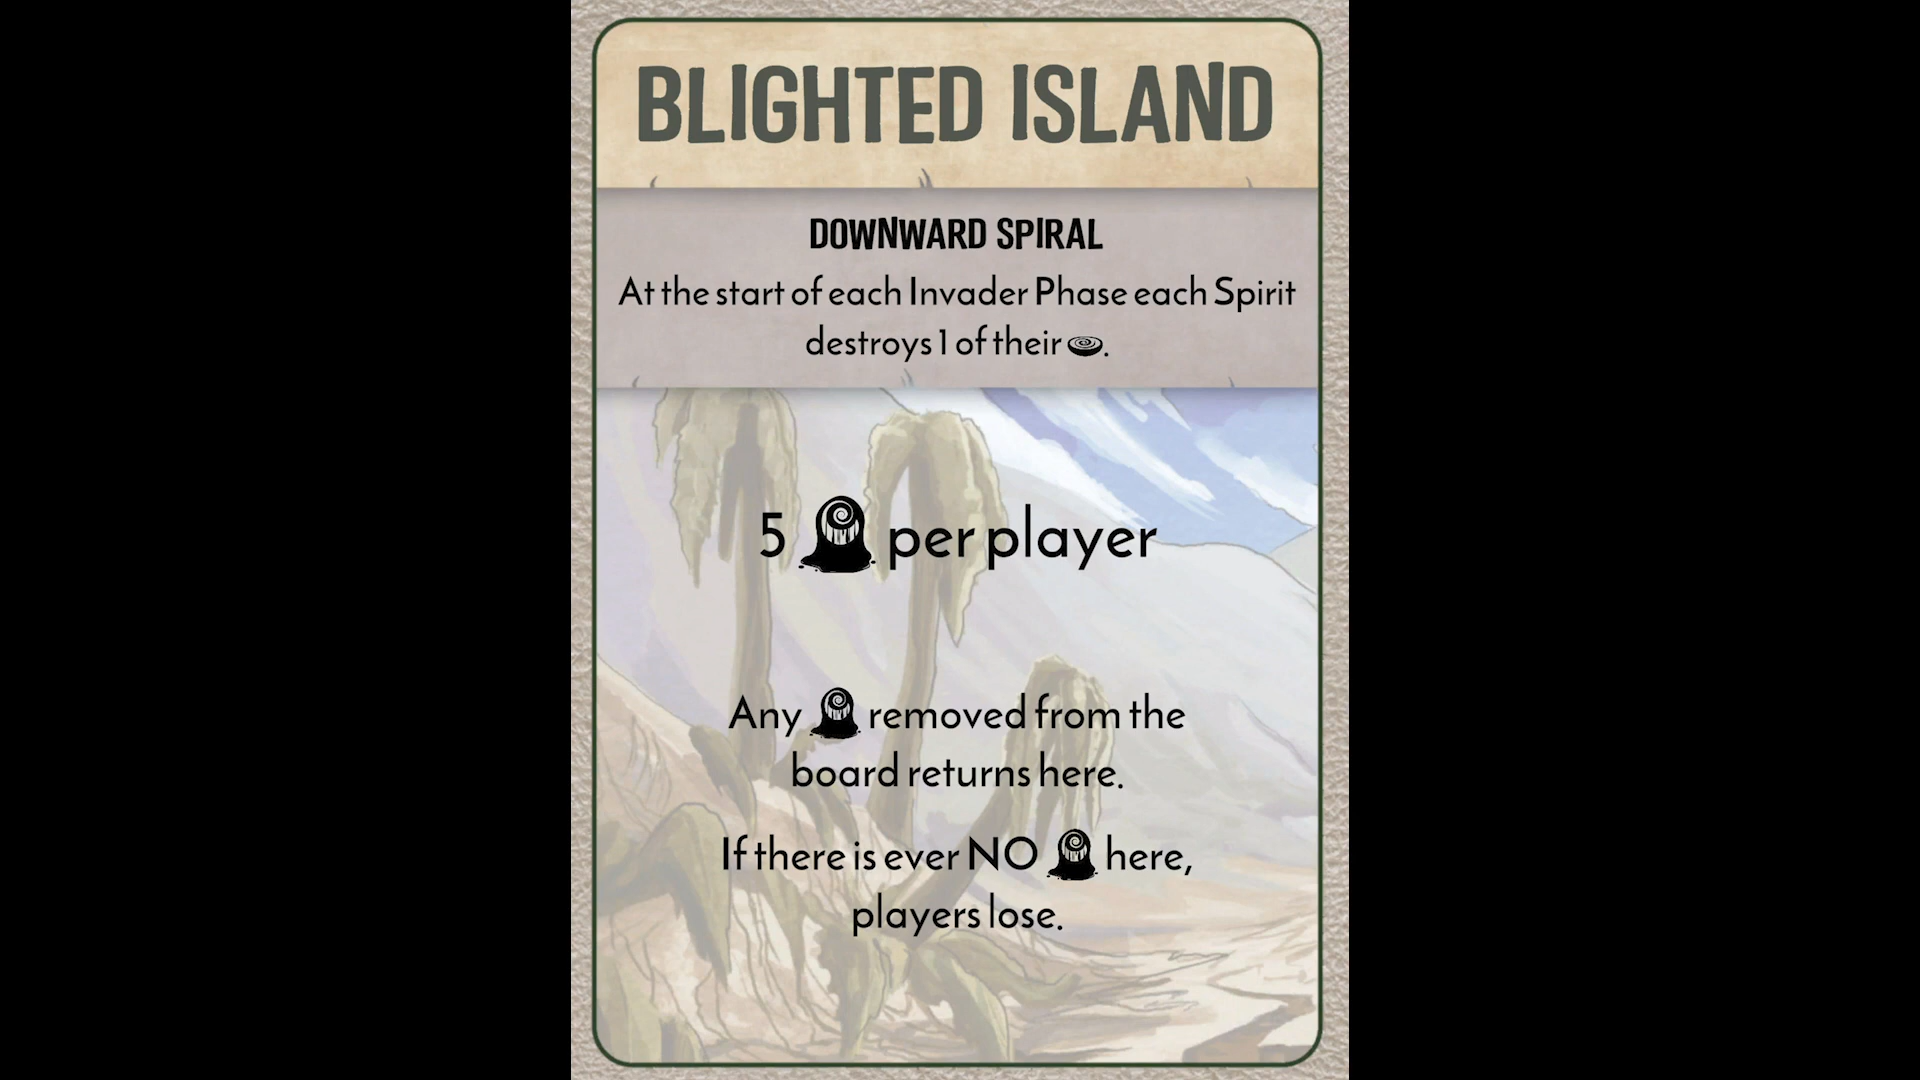 BLIGHTED ISLAND
DOWNWARD SPIRAL
At the start of each Invader Phase each Spirit
destroys 1 of their .
5 per player
Any removed from the
board returns here.
If there is ever NO here,
players lose.